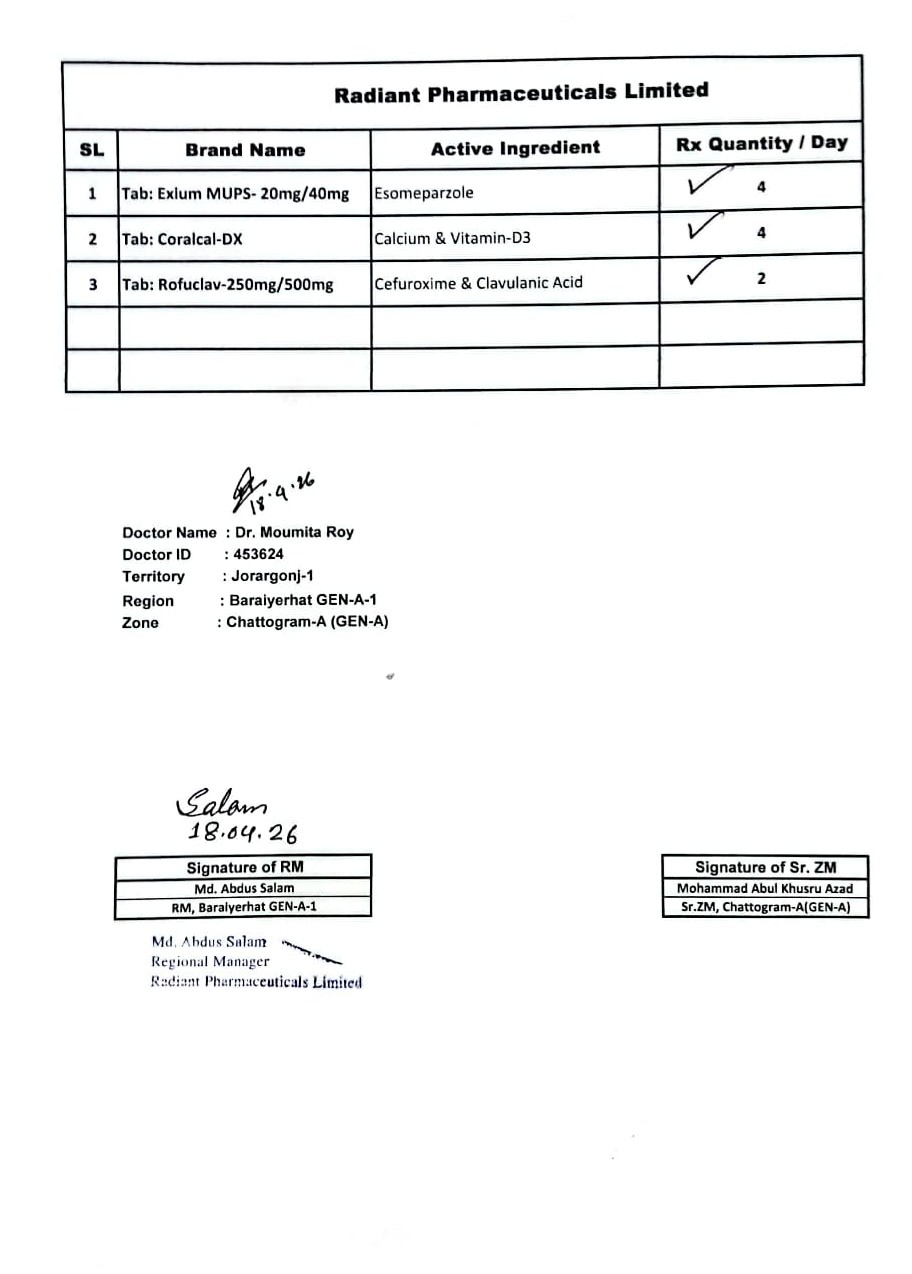 Radiant Pharmaceuticals Limited
SL Brand Name Active Ingredient Rx Quantity / Day
1 Tab: Exium MUPS- 20mg/40mg Esomeparzole ✓ 4
2 Tab: Coralcal-DX Calcium & Vitamin-D3 ✓ 4
3 Tab: Rofuclav-250mg/500mg Cefuroxime & Clavulanic Acid ✓ 2
18.4.26
Doctor Name : Dr. Moumita Roy
Doctor ID : 453624
Territory : Jorargonj-1
Region : Baraiyerhat GEN-A-1
Zone : Chattogram-A (GEN-A)
Salam
18.04.26
Signature of RM
Md. Abdus Salam
RM, Baraiyerhat GEN-A-1
Signature of Sr. ZM
Mohammad Abul Khusru Azad
Sr.ZM, Chattogram-A(GEN-A)
Md. Abdus Salam
Regional Manager
Radiant Pharmaceuticals Limited